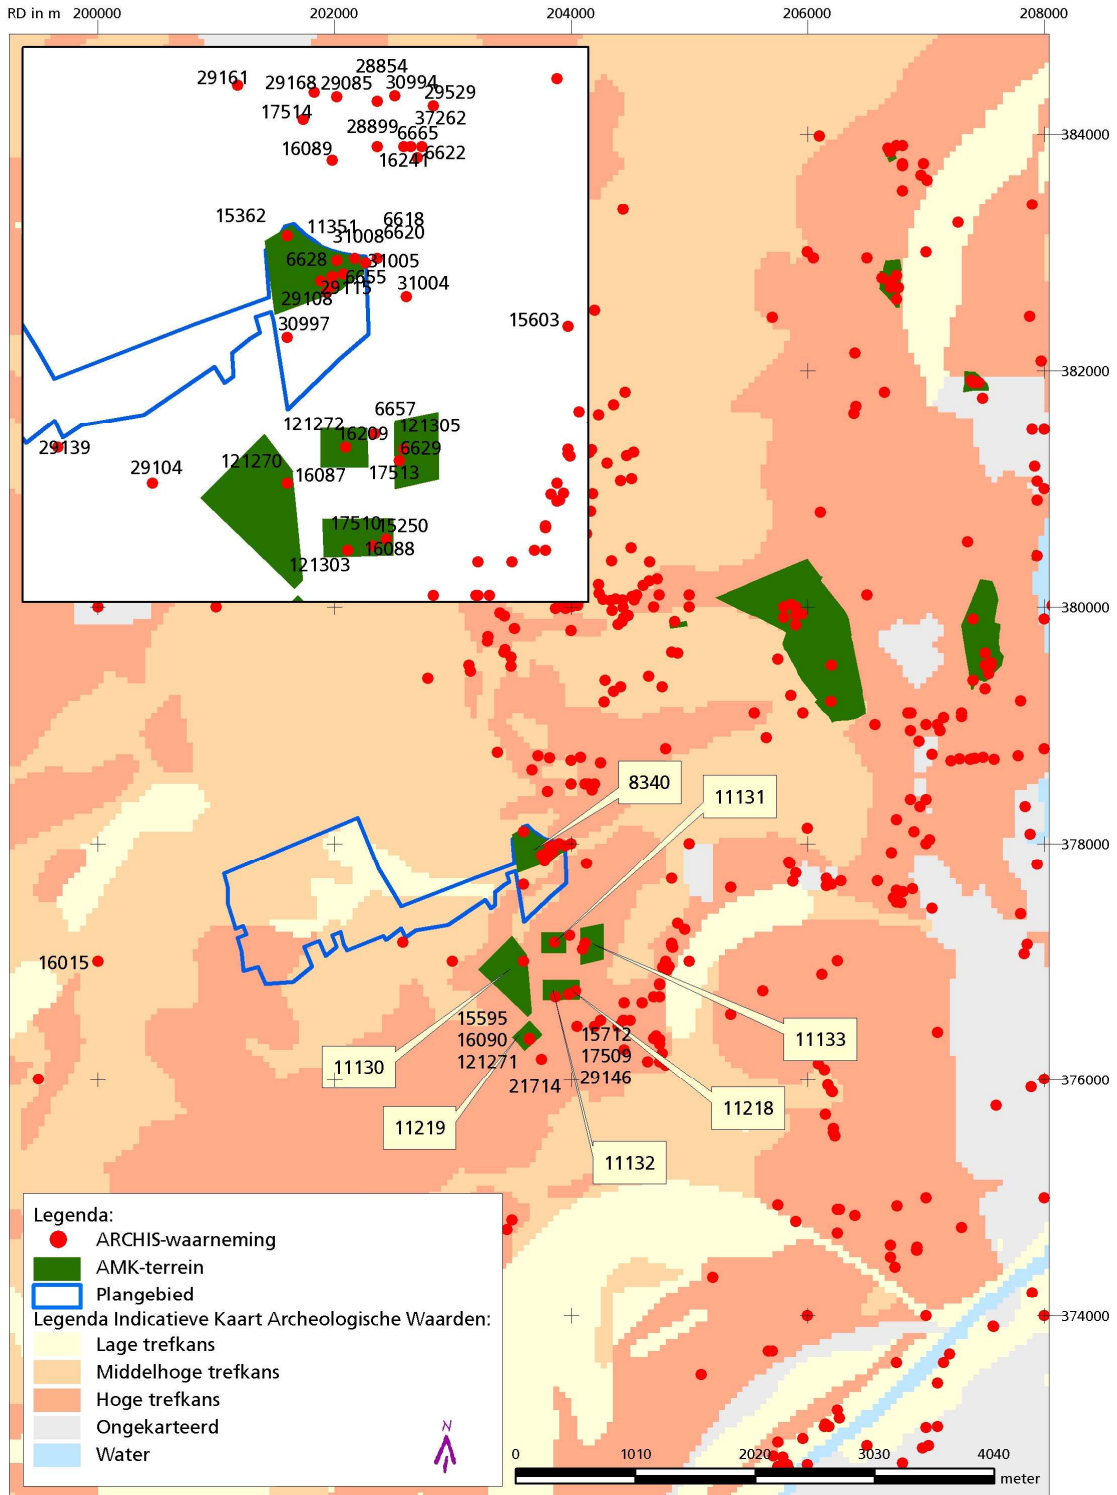 RD in m 200000 202000 204000 206000 208000
28854
29161 29168 29085 30994 29529
17514 37262
28899 6665
16089 16241 6622
384000
15362 11351 6618
31008 6620
6628 31005
6655
29115 31004
29108
30997
15603
382000
6657
121272 16209 121305
29139 6629
29104 121270 16087 17513
17510 15250
16088
121303
380000
8340
11131
378000
16015
15595
16090
121271
21714
15712
17509
29146
11130
11133
376000
11219
11218
11132
374000
Legenda:
ARCHIS-waarneming
AMK-terrein
Plangebied
Legenda Indicatieve Kaart Archeologische Waarden:
Lage trefkans
Middelhoge trefkans
Hoge trefkans
Ongekarteerd
Water
N
0 1010 2020 3030 4040
meter